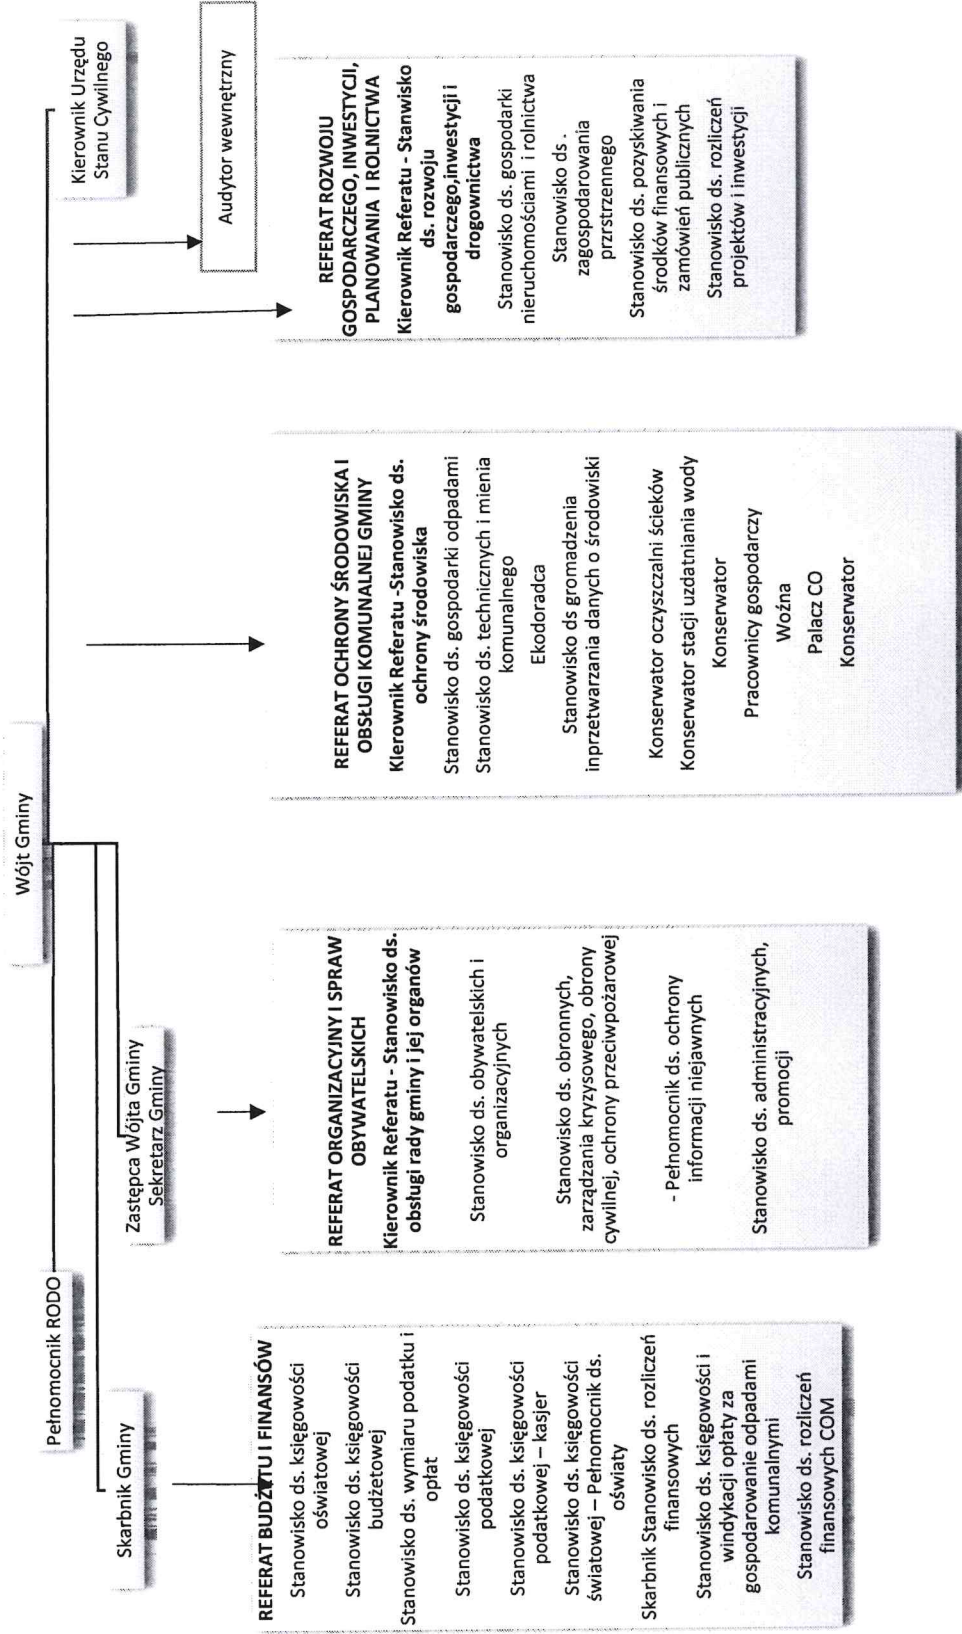 Wójt Gminy
Pełnomocnik RODO
Skarbnik Gminy
Zastępca Wójta Gminy
Sekretarz Gminy
Kierownik Urzędu
Stanu Cywilnego
Audytor wewnętrzny
REFERAT BUDŻETU I FINANSÓW
Stanowisko ds. księgowości
oświatowej
Stanowisko ds. księgowości
budżetowej
Stanowisko ds. wymiaru podatku i
opłat
Stanowisko ds. księgowości
podatkowej
Stanowisko ds. księgowości
podatkowej – kasjer
Stanowisko ds. księgowości
światowej – Pełnomocnik ds.
oświaty
Skarbnik Stanowisko ds. rozliczeń
finansowych
Stanowisko ds. księgowości i
windykacji opłaty za
gospodarowanie odpadami
komunalnymi
Stanowisko ds. rozliczeń
finansowych COM
REFERAT ORGANIZACYJNY I SPRAW
OBYWATELSKICH
Kierownik Referatu - Stanowisko ds.
obsługi rady gminy i jej organów
Stanowisko ds. obywatelskich i
organizacyjnych
Stanowisko ds. obronnych,
zarządzania kryzysowego, obrony
cywilnej, ochrony przeciwpożarowej
- Pełnomocnik ds. ochrony
informacji niejawnych
Stanowisko ds. administracyjnych,
promocji
REFERAT OCHRONY ŚRODOWISKA I
OBSŁUGI KOMUNALNEJ GMINY
Kierownik Referatu -Stanowisko ds.
ochrony środowiska
Stanowisko ds. gospodarki odpadami
Stanowisko ds. technicznych i mienia
komunalnego
Ekodoradca
Stanowisko ds gromadzenia
inprzetwarzania danych o środowiski
Konserwator oczyszczalni ścieków
Konserwator stacji uzdatniania wody
Konserwator
Pracownicy gospodarczy
Woźna
Palacz CO
Konserwator
REFERAT ROZWOJU
GOSPODARCZEGO, INWESTYCJI,
PLANOWANIA I ROLNICTWA
Kierownik Referatu - Stanwisko
ds. rozwoju
gospodarczego,inwestycji i
drogownictwa
Stanowisko ds. gospodarki
nieruchomościami i rolnictwa
Stanowisko ds .
zagospodarowania
przrstrzennego
Stanowisko ds. pozyskiwania
środków finansowych i
zamówień publicznych
Stanowisko ds. rozliczeń
projektów i inwestycji